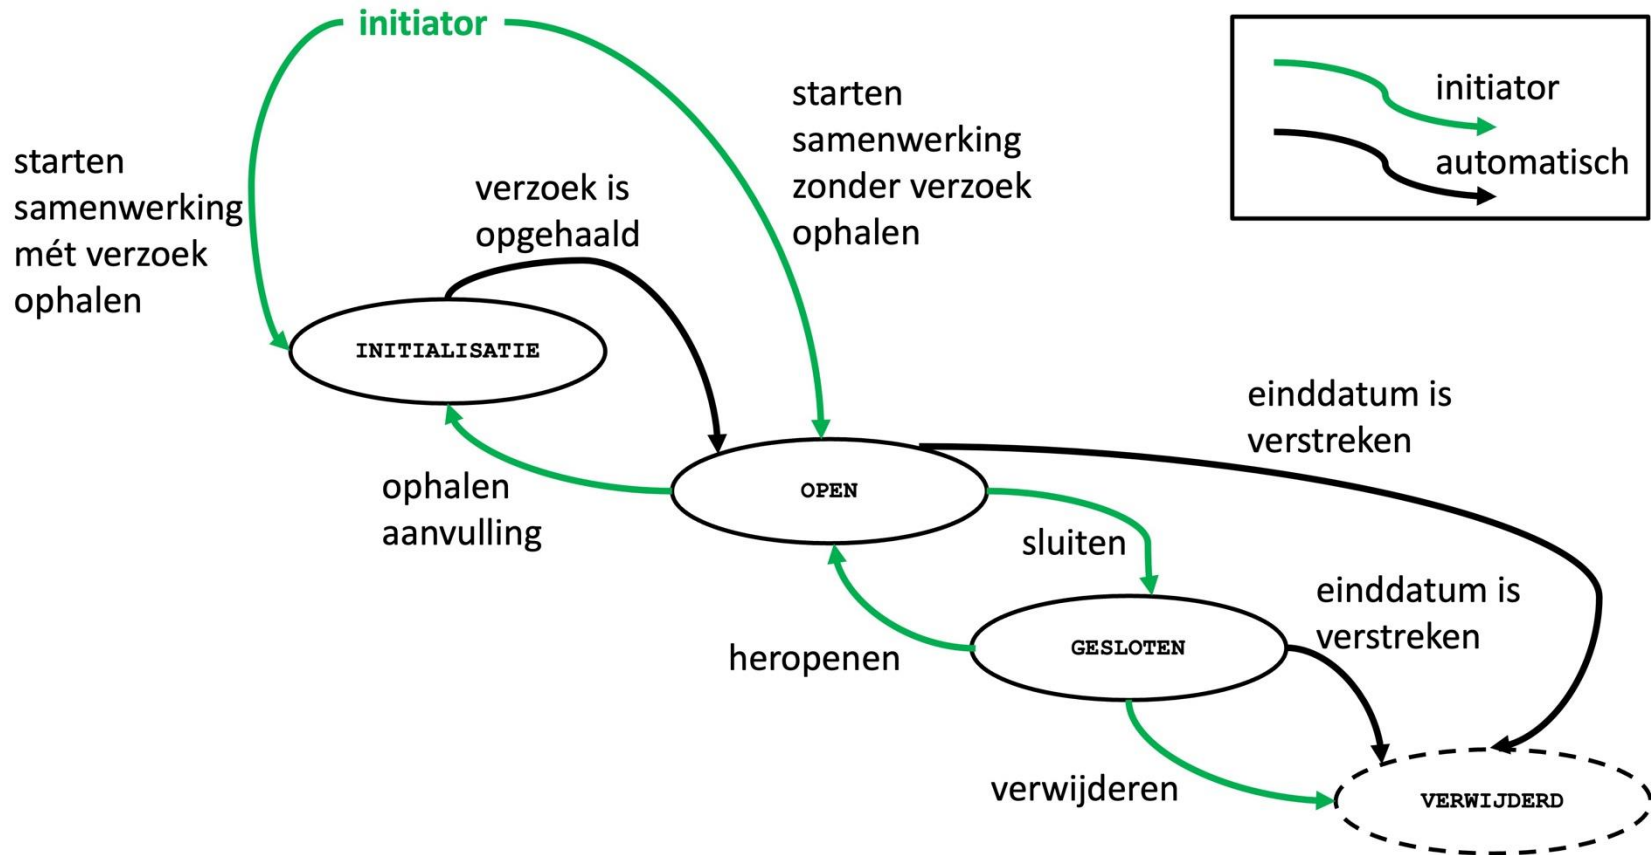 initiator
starten
samenwerking
mét verzoek
ophalen
verzoek is
opgehaald
starten
samenwerking
zonder verzoek
ophalen
initiator
automatisch
INITIALISATIE
ophalen
aanvulling
OPEN
einddatum is
verstreken
sluiten
heropenen
GESLOTEN
einddatum is
verstreken
verwijderen
VERWIJDERD